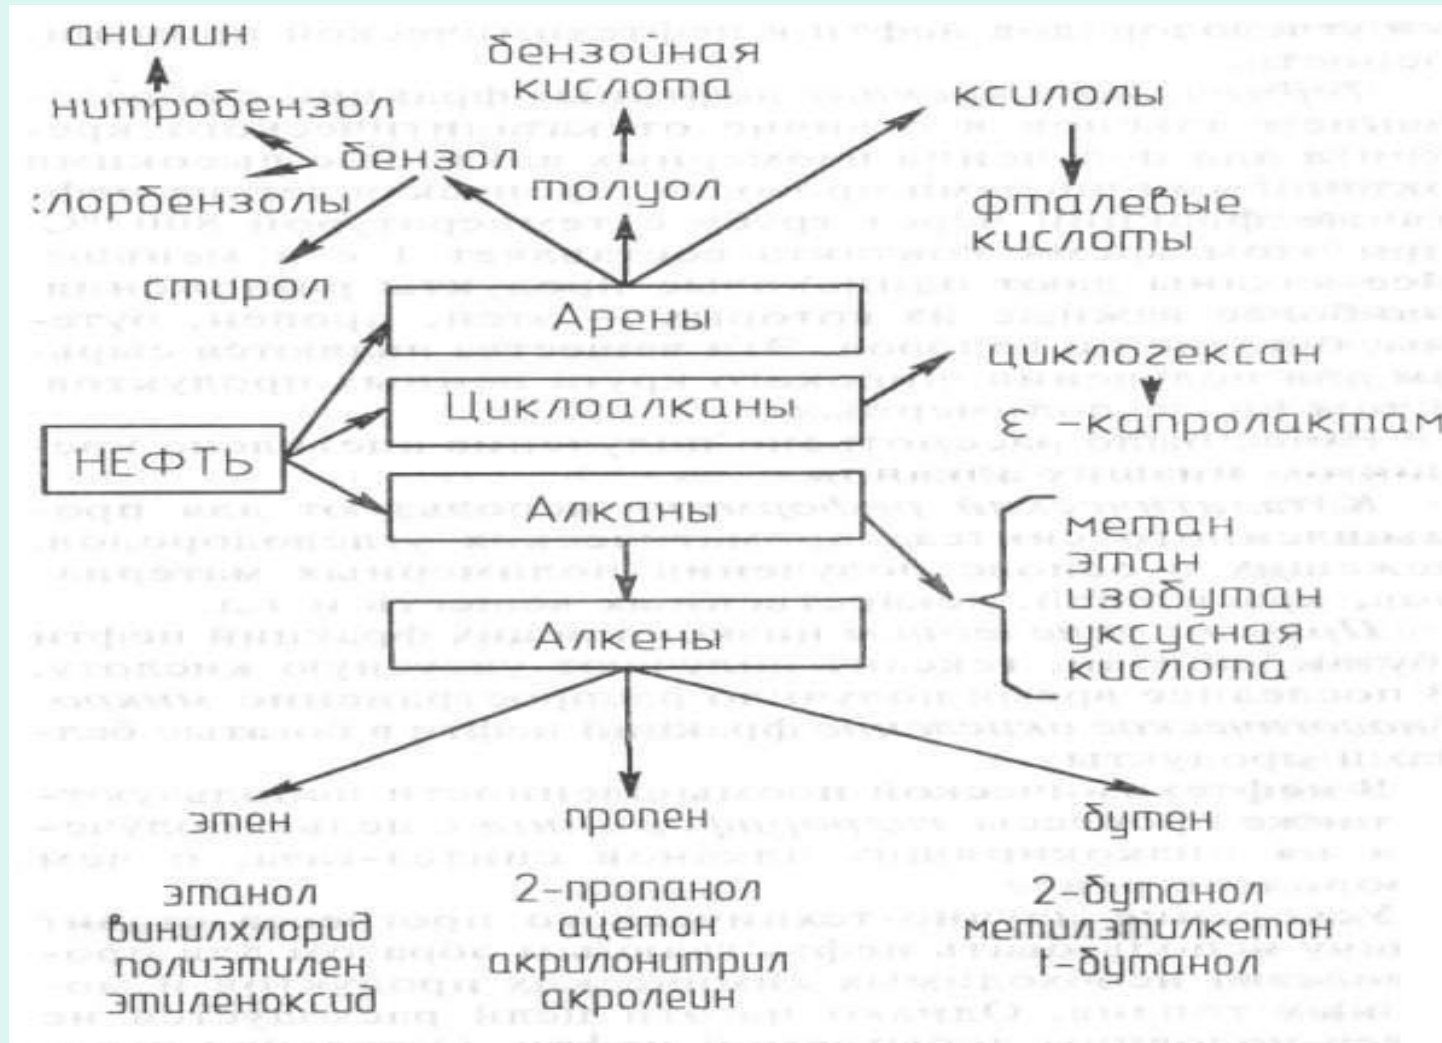 анилин
нитробензол
бензойная
кислота
ксилолы
бензол
толуол
:лорбензолы
фталевые
кислоты
стирол
Арены
циклогексан
Циклоалканы
ε -капролактам
НЕФТЬ
Алканы
метан
этан
изобутан
уксусная
кислота
Алкены
этен
пропен
бутен
этанол
винилхлорид
полиэтилен
этиленоксид
2-пропанол
ацетон
акрилонитрил
акролеин
2-бутанол
метилэтилкетон
1-бутанол